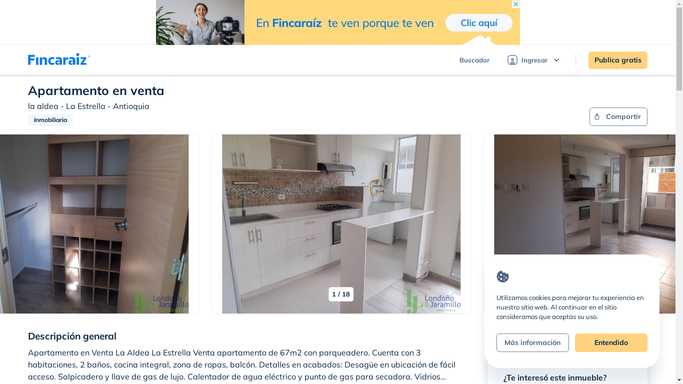 En Fincaraíz te ven porque te ven
Clic aquí
Fincaraiz
Buscador
Ingresar
Publica gratis
Apartamento en venta
la aldea - La Estrella - Antioquia
Inmobiliaria
Compartir
1 / 18
Londoño
Jaramillo
Londoño
Jaramillo
Utilizamos cookies para mejorar tu experiencia en
nuestro sitio web. Al continuar en el sitio
consideramos que aceptas su uso.
Más información
Entendido
Descripción general
Apartamento en Venta La Aldea La Estrella Venta apartamento de 67m2 con parqueadero. Cuenta con 3
habitaciones, 2 baños, cocina integral, zona de ropas, balcón. Detalles en acabados: Desagüe en ubicación de fácil
acceso. Salpicadero y llave de gas de lujo. Calentador de agua eléctrico y punto de gas para secadora. Vidrios...
¿Te interesó este inmueble?